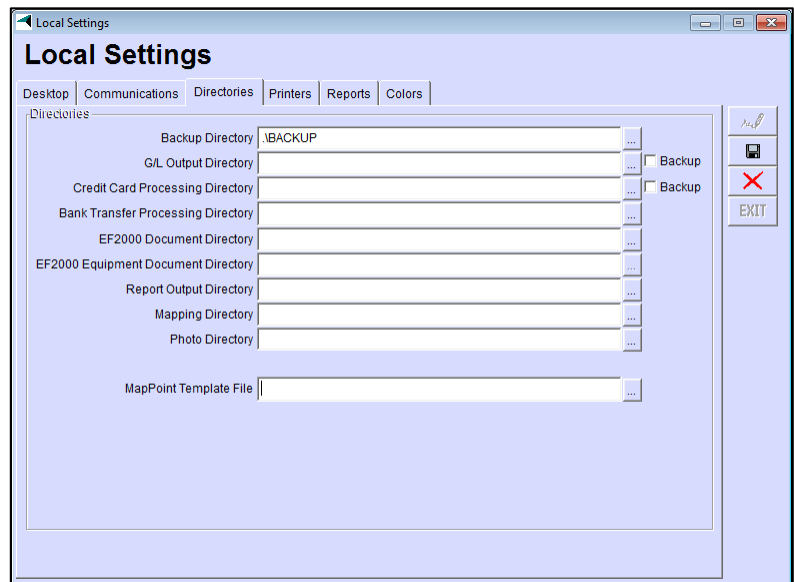 Local Settings
Local Settings
Desktop Communications Directories Printers Reports Colors
Directories
Backup Directory .\BACKUP ...
G/L Output Directory ... Backup
Credit Card Processing Directory ... Backup
Bank Transfer Processing Directory ...
EXIT
EF2000 Document Directory ...
EF2000 Equipment Document Directory ...
Report Output Directory ...
Mapping Directory ...
Photo Directory ...
MapPoint Template File ...